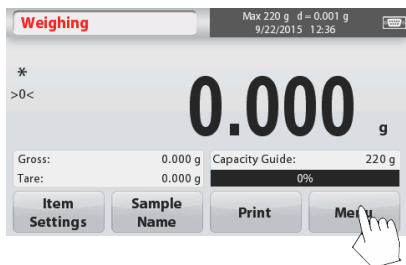 Weighing
Max 220 g d = 0.001 g
9/22/2015 12:36
*
>0<
0.000 g
Gross: 0.000 g
Tare: 0.000 g
Capacity Guide: 220 g
0%
Item Settings
Sample Name
Print
Menu